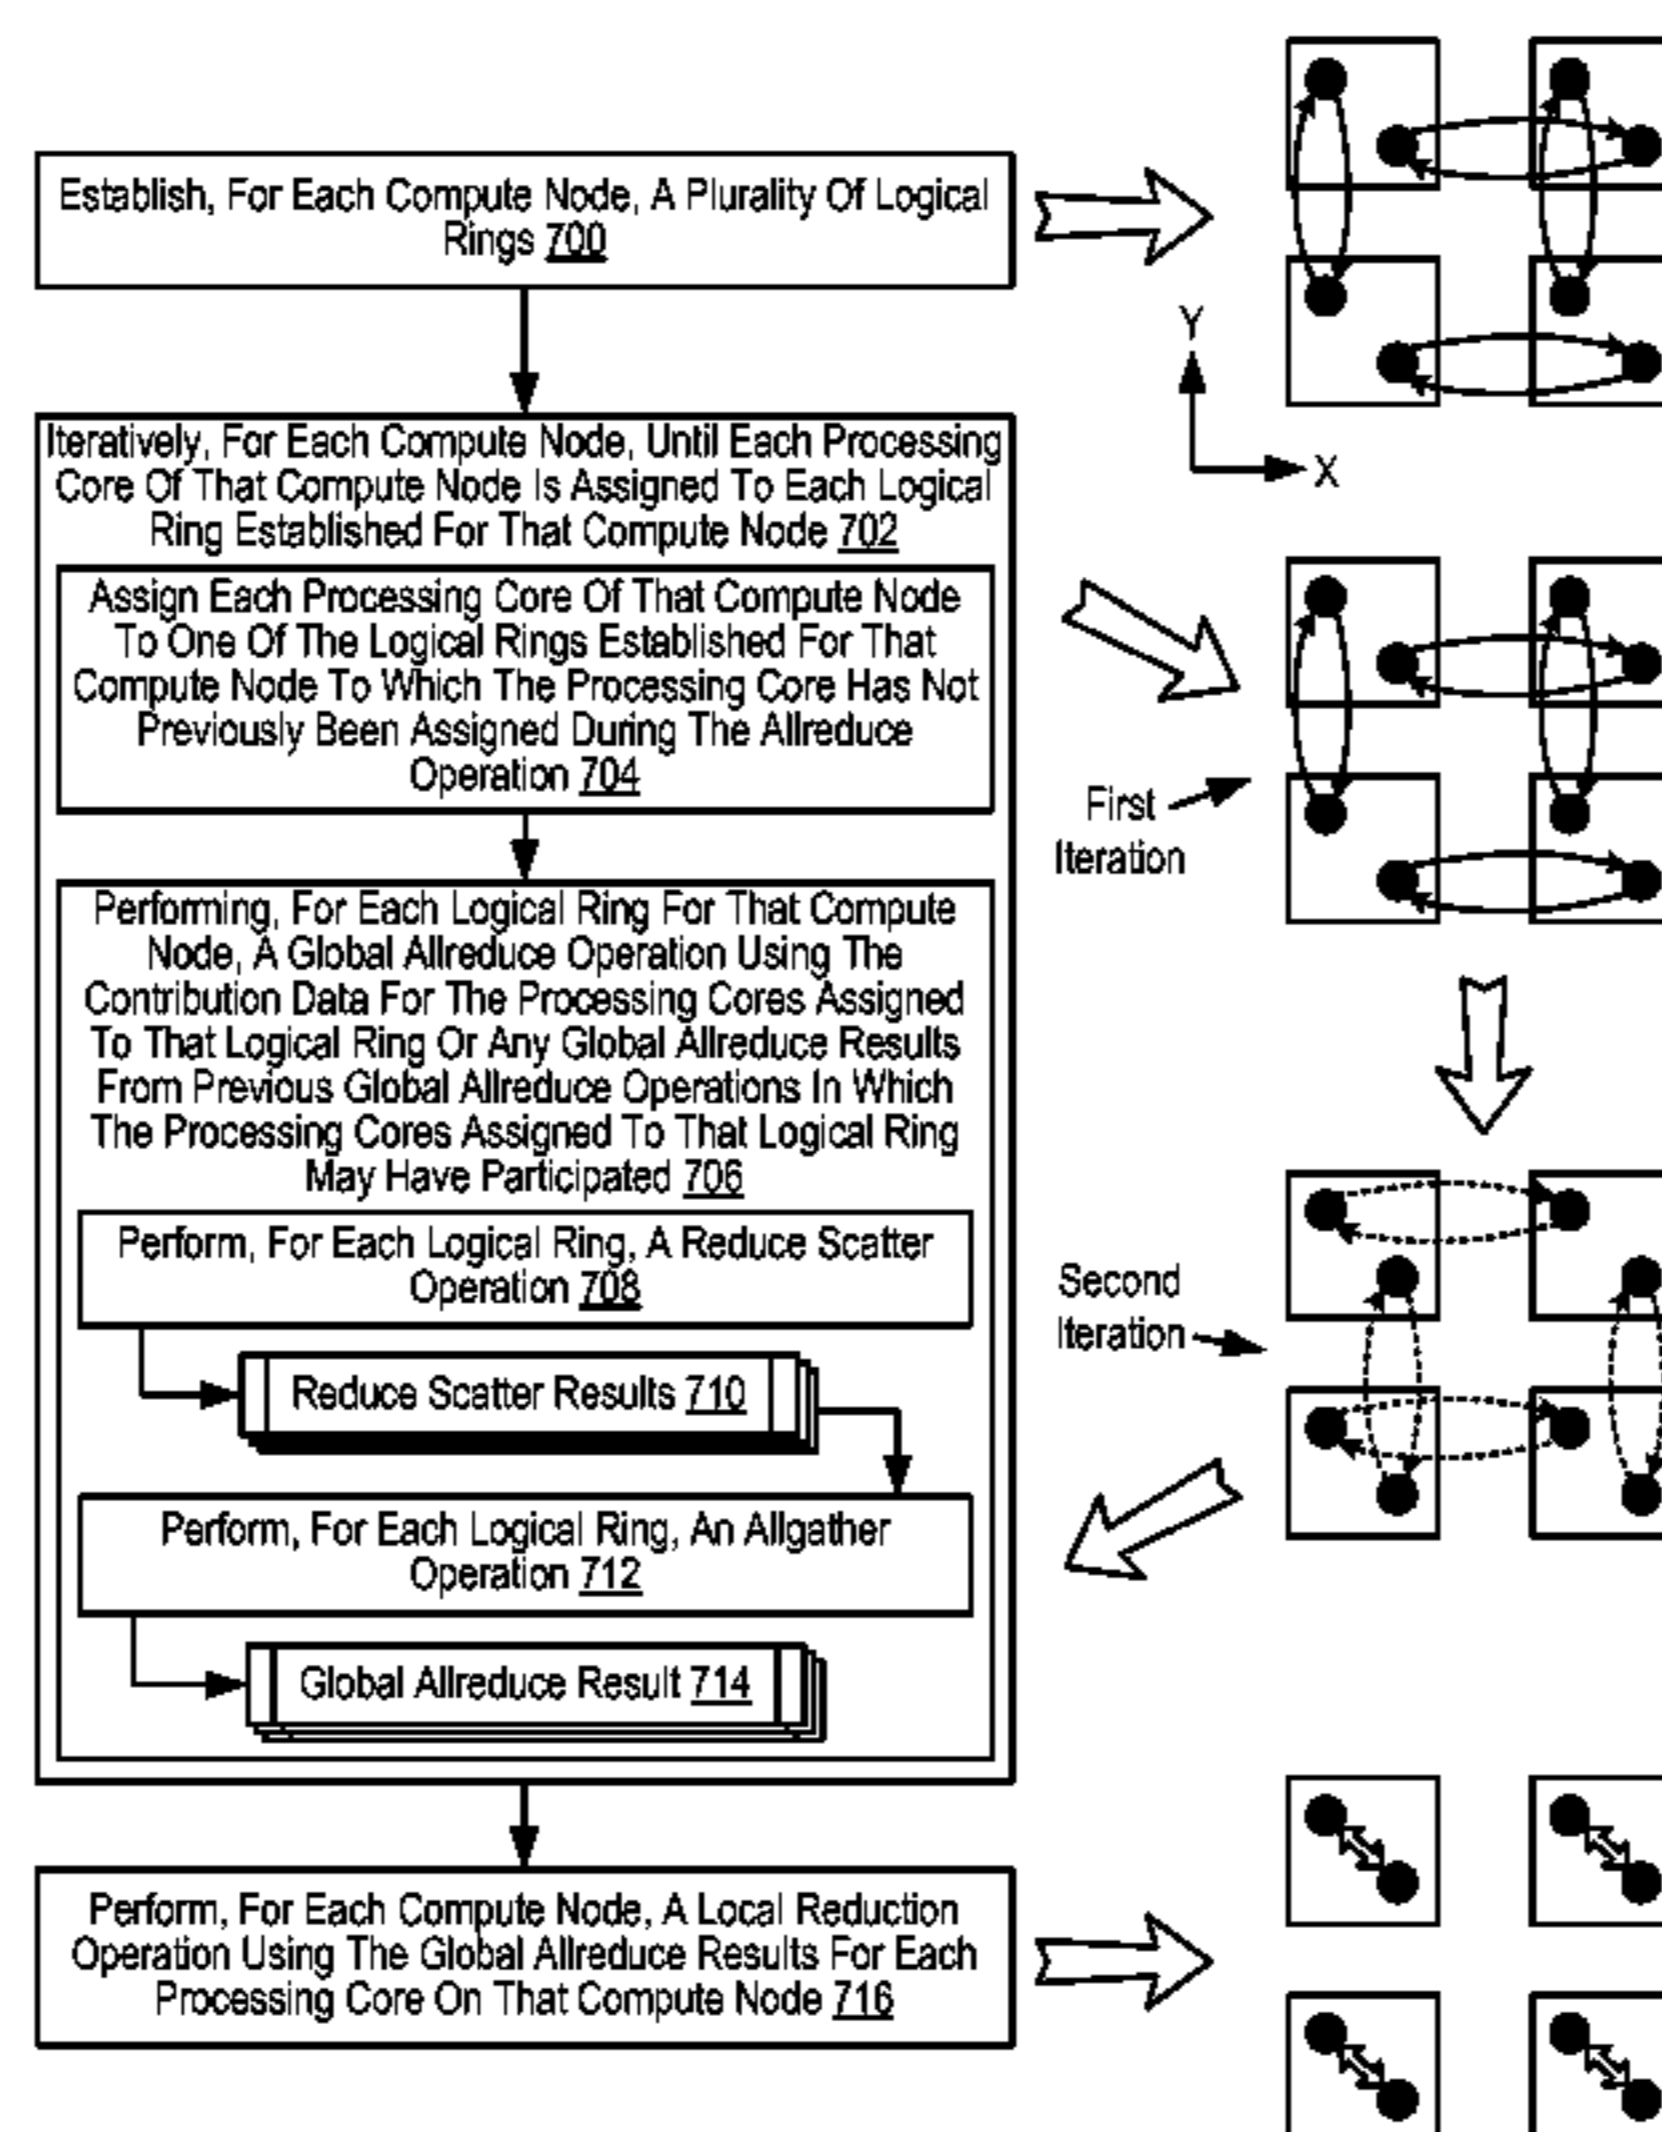 Establish, For Each Compute Node, A Plurality Of Logical
Rings 700
Iteratively, For Each Compute Node, Until Each Processing
Core Of That Compute Node Is Assigned To Each Logical
Ring Established For That Compute Node 702
Assign Each Processing Core Of That Compute Node
To One Of The Logical Rings Established For That
Compute Node To Which The Processing Core Has Not
Previously Been Assigned During The Allreduce
Operation 704
Performing, For Each Logical Ring For That Compute
Node, A Global Allreduce Operation Using The
Contribution Data For The Processing Cores Assigned
To That Logical Ring Or Any Global Allreduce Results
From Previous Global Allreduce Operations In Which
The Processing Cores Assigned To That Logical Ring
May Have Participated 706
Perform, For Each Logical Ring, A Reduce Scatter
Operation 708
Reduce Scatter Results 710
Perform, For Each Logical Ring, An Allgather
Operation 712
Global Allreduce Result 714
Perform, For Each Compute Node, A Local Reduction
Operation Using The Global Allreduce Results For Each
Processing Core On That Compute Node 716
Y
X
First
Iteration
Second
Iteration